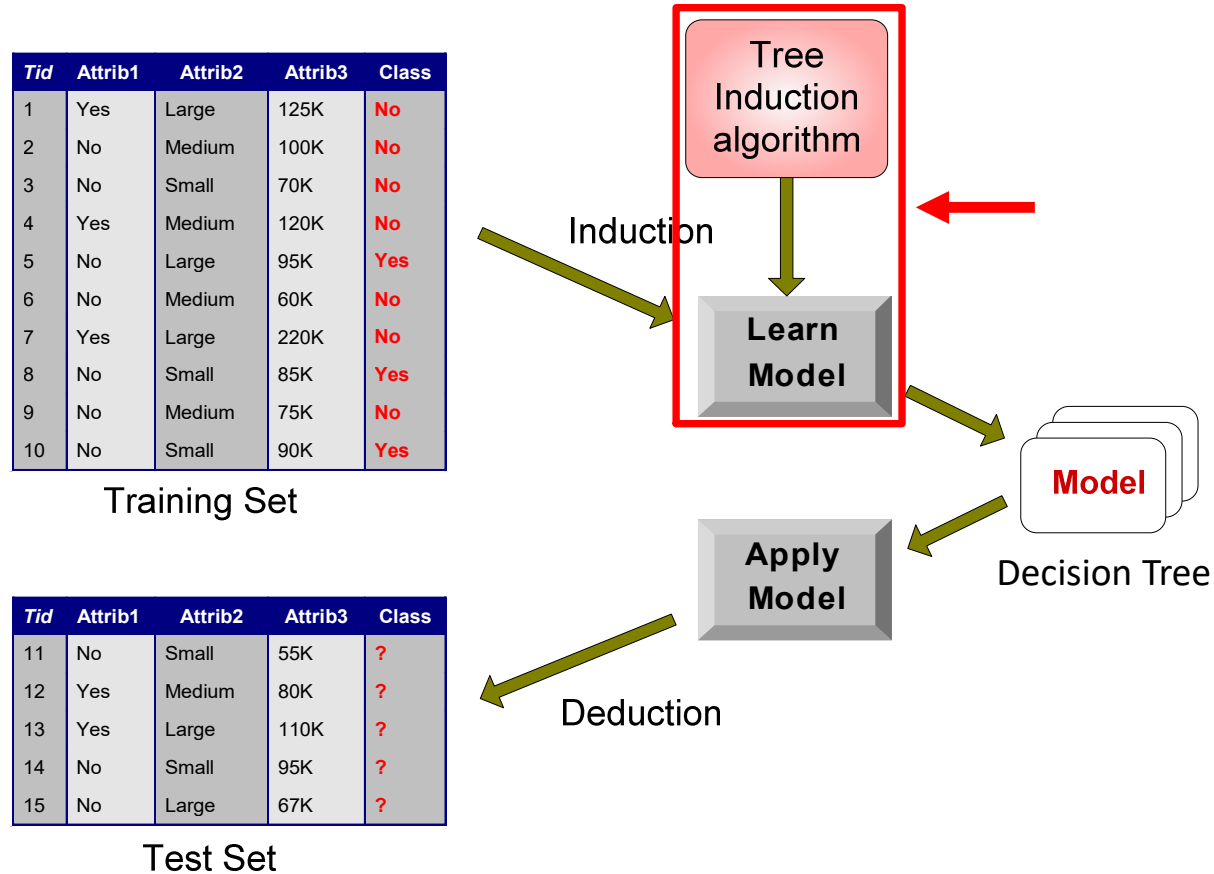 Tree
Induction
algorithm
Tid Attrib1 Attrib2 Attrib3 Class
1 Yes Large 125K No
2 No Medium 100K No
3 No Small 70K No
4 Yes Medium 120K No
5 No Large 95K Yes
6 No Medium 60K No
7 Yes Large 220K No
8 No Small 85K Yes
9 No Medium 75K No
10 No Small 90K Yes
Training Set
Induction
Learn
Model
Model
Decision Tree
Apply
Model
Deduction
Tid Attrib1 Attrib2 Attrib3 Class
11 No Small 55K ?
12 Yes Medium 80K ?
13 Yes Large 110K ?
14 No Small 95K ?
15 No Large 67K ?
Test Set